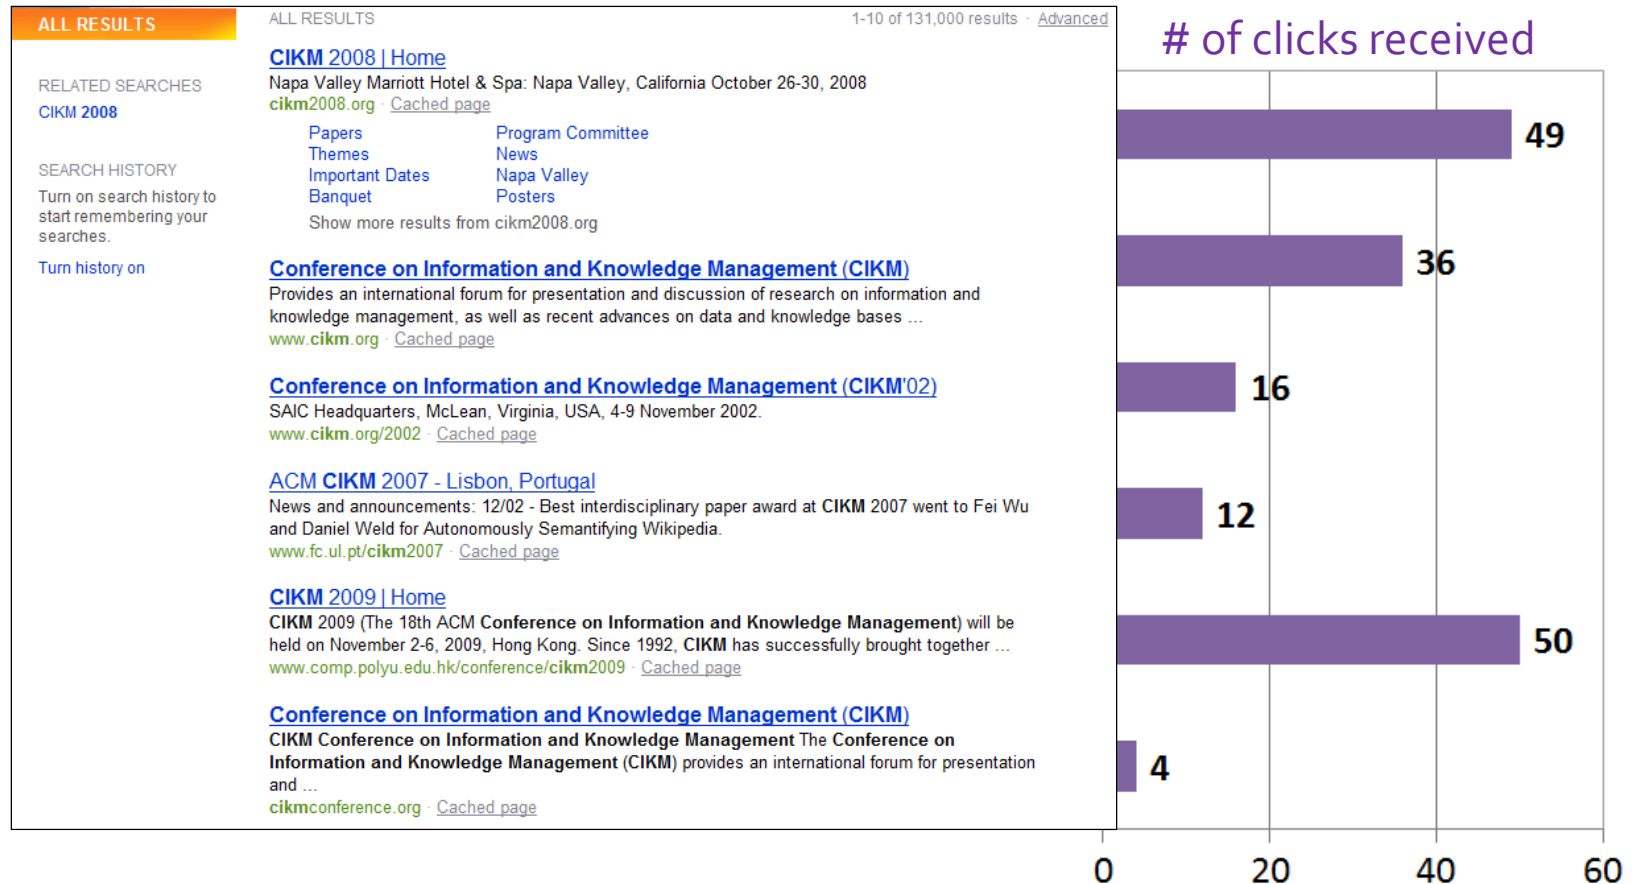 ALL RESULTS
RELATED SEARCHES
CIKM 2008
SEARCH HISTORY
Turn on search history to
start remembering your
searches.
Turn history on
ALL RESULTS
1-10 of 131,000 results · Advanced
CIKM 2008 | Home
Napa Valley Marriott Hotel & Spa: Napa Valley, California October 26-30, 2008
cikm2008.org · Cached page
Papers Program Committee
Themes News
Important Dates Napa Valley
Banquet Posters
Show more results from cikm2008.org
Conference on Information and Knowledge Management (CIKM)
Provides an international forum for presentation and discussion of research on information and
knowledge management, as well as recent advances on data and knowledge bases ...
www.cikm.org · Cached page
Conference on Information and Knowledge Management (CIKM'02)
SAIC Headquarters, McLean, Virginia, USA, 4-9 November 2002.
www.cikm.org/2002 · Cached page
ACM CIKM 2007 - Lisbon, Portugal
News and announcements: 12/02 - Best interdisciplinary paper award at CIKM 2007 went to Fei Wu
and Daniel Weld for Autonomously Semantifying Wikipedia.
www.fc.ul.pt/cikm2007 · Cached page
CIKM 2009 | Home
CIKM 2009 (The 18th ACM Conference on Information and Knowledge Management) will be
held on November 2-6, 2009, Hong Kong. Since 1992, CIKM has successfully brought together ...
www.comp.polyu.edu.hk/conference/cikm2009 · Cached page
Conference on Information and Knowledge Management (CIKM)
CIKM Conference on Information and Knowledge Management The Conference on
Information and Knowledge Management (CIKM) provides an international forum for presentation
and ...
cikmconference.org · Cached page
# of clicks received
49
36
16
12
50
4
0 20 40 60